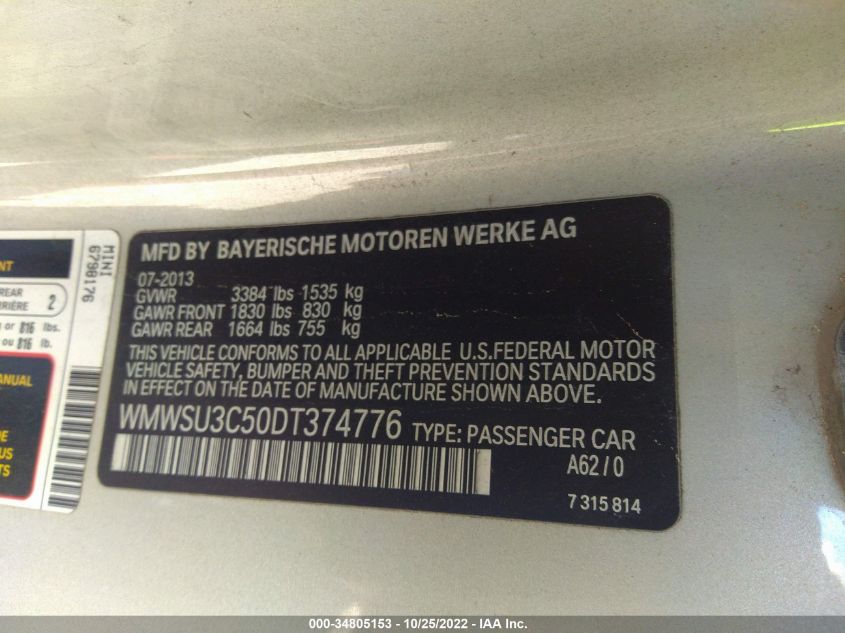 MFD BY BAYERISCHE MOTOREN WERKE AG
07-2013
GVWR 3384 lbs 1535 kg
GAWR FRONT 1830 lbs 830 kg
GAWR REAR 1664 lbs 755 kg
THIS VEHICLE CONFORMS TO ALL APPLICABLE U.S.FEDERAL MOTOR
VEHICLE SAFETY, BUMPER AND THEFT PREVENTION STANDARDS
IN EFFECT ON THE DATE OF MANUFACTURE SHOWN ABOVE.
WMWSU3C50DT374776 TYPE: PASSENGER CAR
A62/0
7 315 814
MINI
6798176
NT
REAR
RIÈRE 2
or 816 lbs.
ou 816 lb.
ANUAL
DE
US
TS
000-34805153 - 10/25/2022 - IAA Inc.